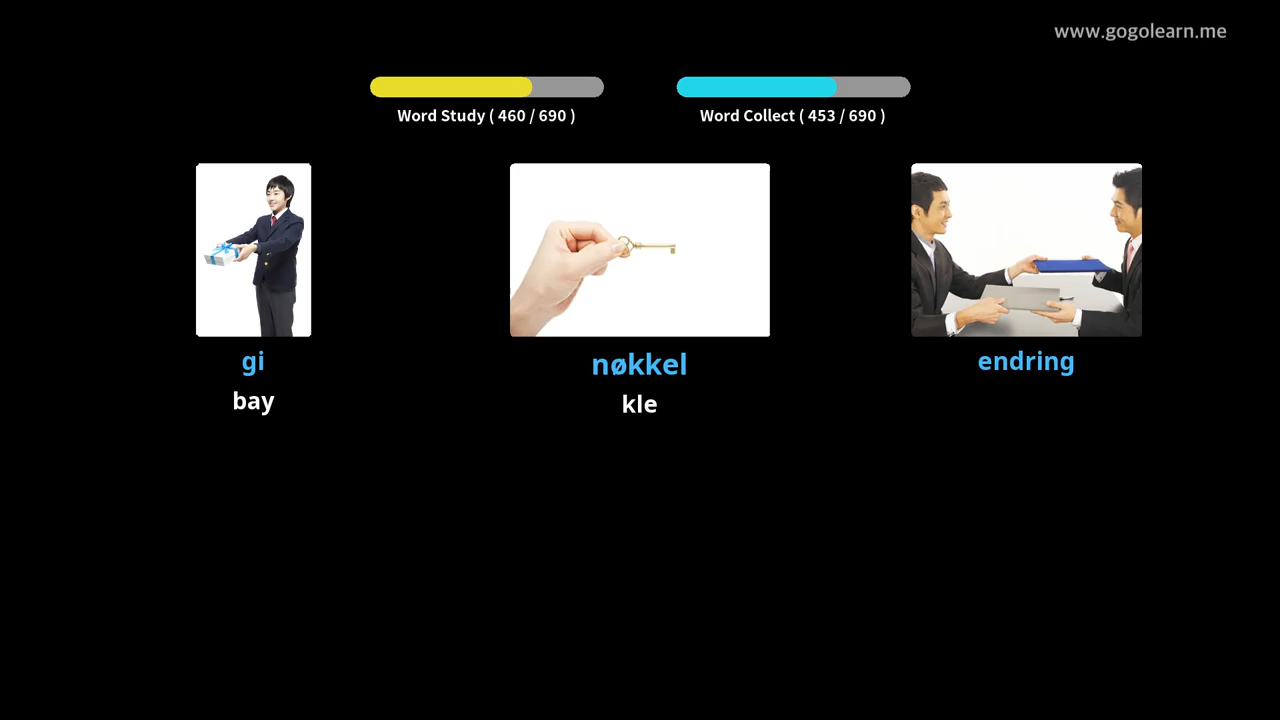 www.gogolearn.me
Word Study ( 460 / 690 )
Word Collect ( 453 / 690 )
gi
bay
nøkkel
kle
endring